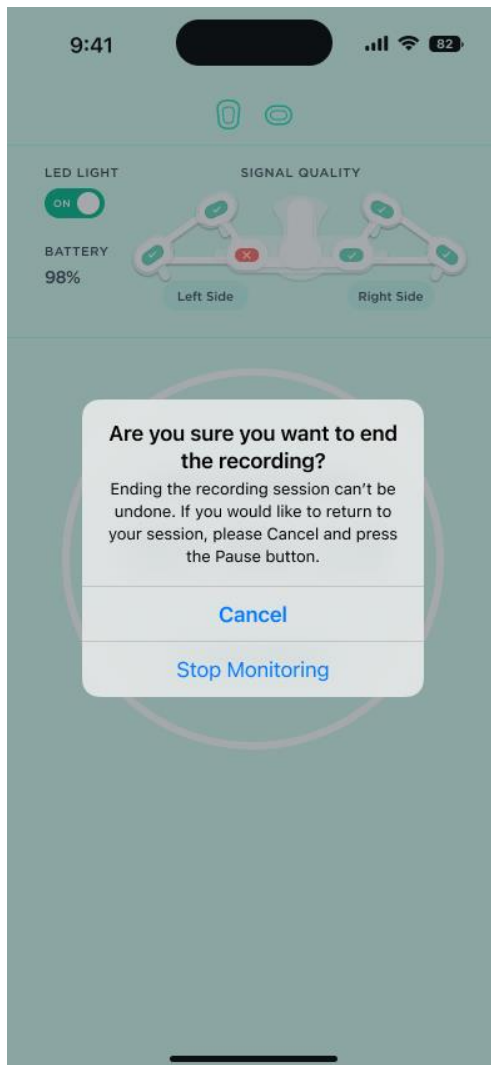 9:41
82
LED LIGHT
SIGNAL QUALITY
ON
BATTERY
98%
Left Side
Right Side
Are you sure you want to end
the recording?
Ending the recording session can't be
undone. If you would like to return to
your session, please Cancel and press
the Pause button.
Cancel
Stop Monitoring